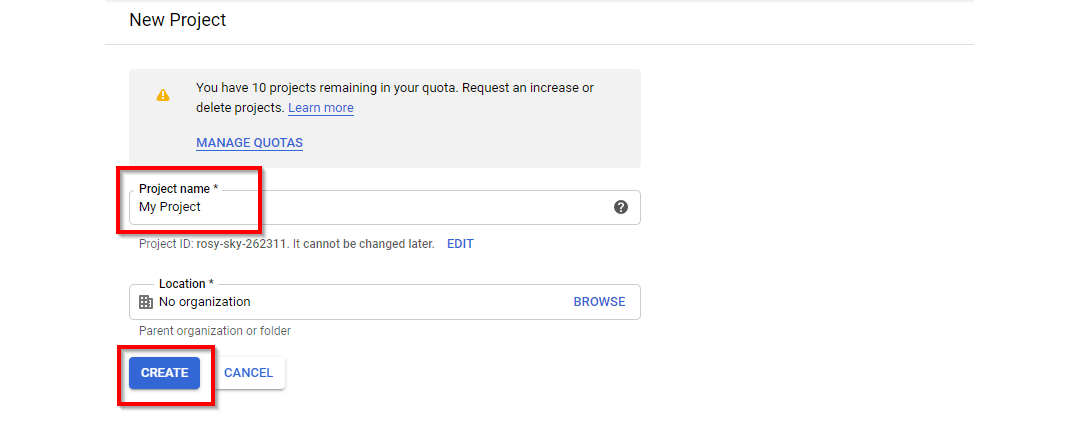 New Project
You have 10 projects remaining in your quota. Request an increase or
delete projects. Learn more
MANAGE QUOTAS
Project name *
My Project
Project ID: rosy-sky-262311. It cannot be changed later. EDIT
Location *
No organization BROWSE
Parent organization or folder
CREATE CANCEL